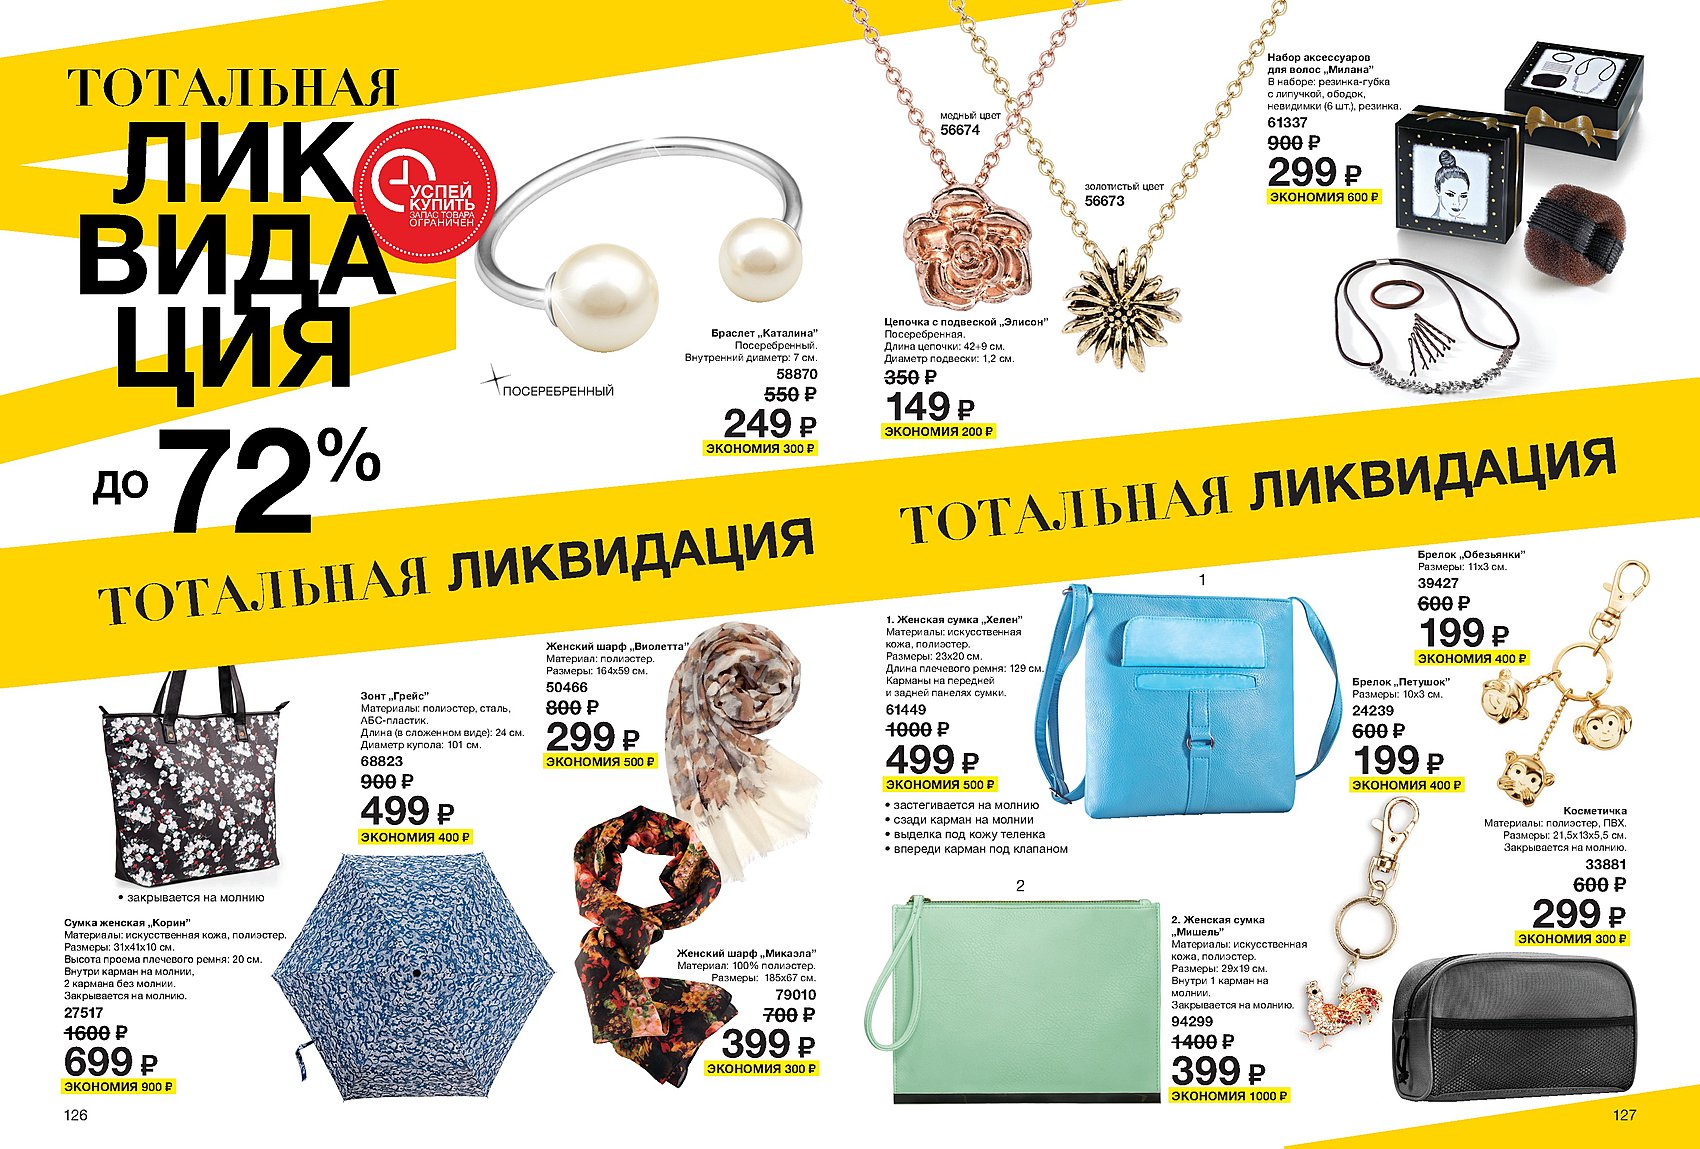 ТОТАЛЬНАЯ
ЛИК
ВИДА
ЦИЯ
ДО 72%
УСПЕЙ
КУПИТЬ
ЗАПАС ТОВАРА
ОГРАНИЧЕН
ПОСЕРЕБРЕННЫЙ
Браслет „Каталина"
Посеребренный.
Внутренний диаметр: 7 см.
58870
550 ₽
249 ₽
ЭКОНОМИЯ 300 ₽
медный цвет
56674
золотистый цвет
56673
Цепочка с подвеской „Элисон"
Посеребренная.
Длина цепочки: 42+9 см.
Диаметр подвески: 1,2 см.
350 ₽
149 ₽
ЭКОНОМИЯ 200 ₽
Набор аксессуаров
для волос „Милана"
В наборе: резинка-губка
с липучкой, ободок,
невидимки (6 шт.), резинка.
61337
900 ₽
299 ₽
ЭКОНОМИЯ 600 ₽
ТОТАЛЬНАЯ ЛИКВИДАЦИЯ
ТОТАЛЬНАЯ ЛИКВИДАЦИЯ
• закрывается на молнию
Сумка женская „Корин"
Материалы: искусственная кожа, полиэстер.
Размеры: 31х41х10 см.
Высота проема плечевого ремня: 20 см.
Внутри карман на молнии,
2 кармана без молнии.
Закрывается на молнию.
27517
1600 ₽
699 ₽
ЭКОНОМИЯ 900 ₽
Зонт „Грейс"
Материалы: полиэстер, сталь,
АБС-пластик.
Длина (в сложенном виде): 24 см.
Диаметр купола: 101 см.
68823
900 ₽
499 ₽
ЭКОНОМИЯ 400 ₽
Женский шарф „Виолетта"
Материал: полиэстер.
Размеры: 164х59 см.
50466
800 ₽
299 ₽
ЭКОНОМИЯ 500 ₽
Женский шарф „Микаэла"
Материал: 100% полиэстер.
Размеры: 185х67 см.
79010
700 ₽
399 ₽
ЭКОНОМИЯ 300 ₽
126
1
1. Женская сумка „Хелен"
Материалы: искусственная
кожа, полиэстер.
Размеры: 23х20 см.
Длина плечевого ремня: 129 см.
Карманы на передней
и задней панелях сумки.
61449
1000 ₽
499 ₽
ЭКОНОМИЯ 500 ₽
• застегивается на молнию
• сзади карман на молнии
• выделка под кожу теленка
• впереди карман под клапаном
2
2. Женская сумка
„Мишель"
Материалы: искусственная
кожа, полиэстер.
Размеры: 29х19 см.
Внутри 1 карман на
молнии.
Закрывается на молнию.
94299
1400 ₽
399 ₽
ЭКОНОМИЯ 1000 ₽
Брелок „Обезьянки"
Размеры: 11х3 см.
39427
600 ₽
199 ₽
ЭКОНОМИЯ 400 ₽
Брелок „Петушок"
Размеры: 10х3 см.
24239
600 ₽
199 ₽
ЭКОНОМИЯ 400 ₽
Косметичка
Материалы: полиэстер, ПВХ.
Размеры: 21,5х13х5,5 см.
Закрывается на молнию.
33881
600 ₽
299 ₽
ЭКОНОМИЯ 300 ₽
127